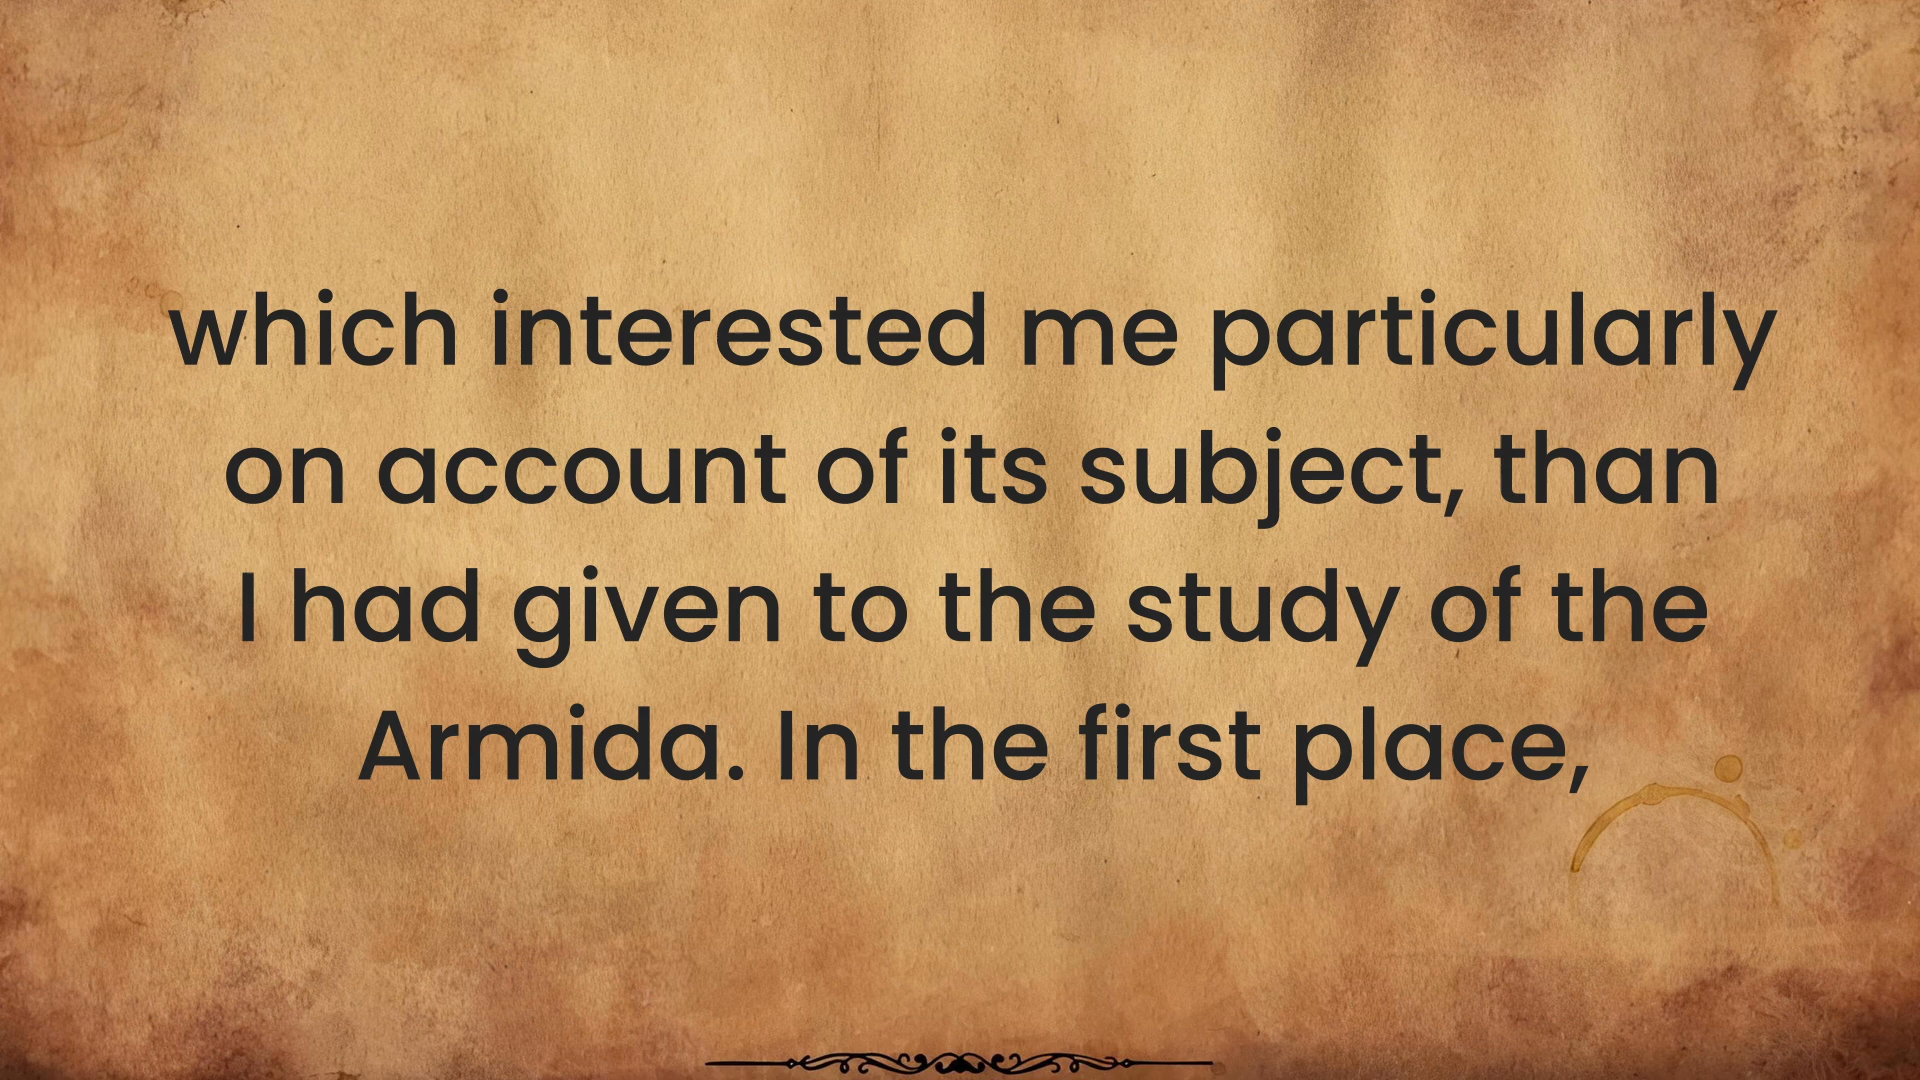 which interested me particularly
on account of its subject, than
I had given to the study of the
Armida. In the first place,